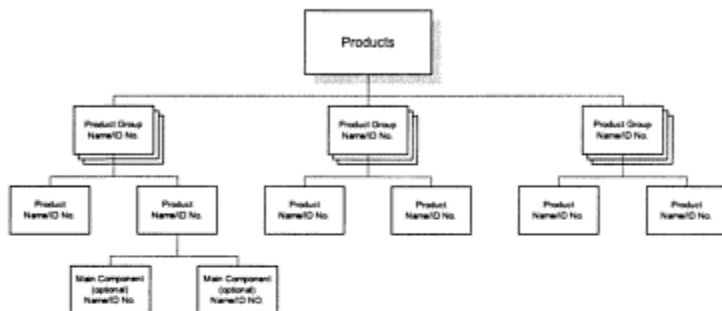 Products
Product Group
Name/ID No.
Product Group
Name/ID No.
Product Group
Name/ID No.
Product
Name/ID No.
Product
Name/ID No.
Product
Name/ID No.
Product
Name/ID No.
Product
Name/ID No.
Product
Name/ID No.
Main Component
(optional)
Name/ID No.
Main Component
(optional)
Name/ID NO.